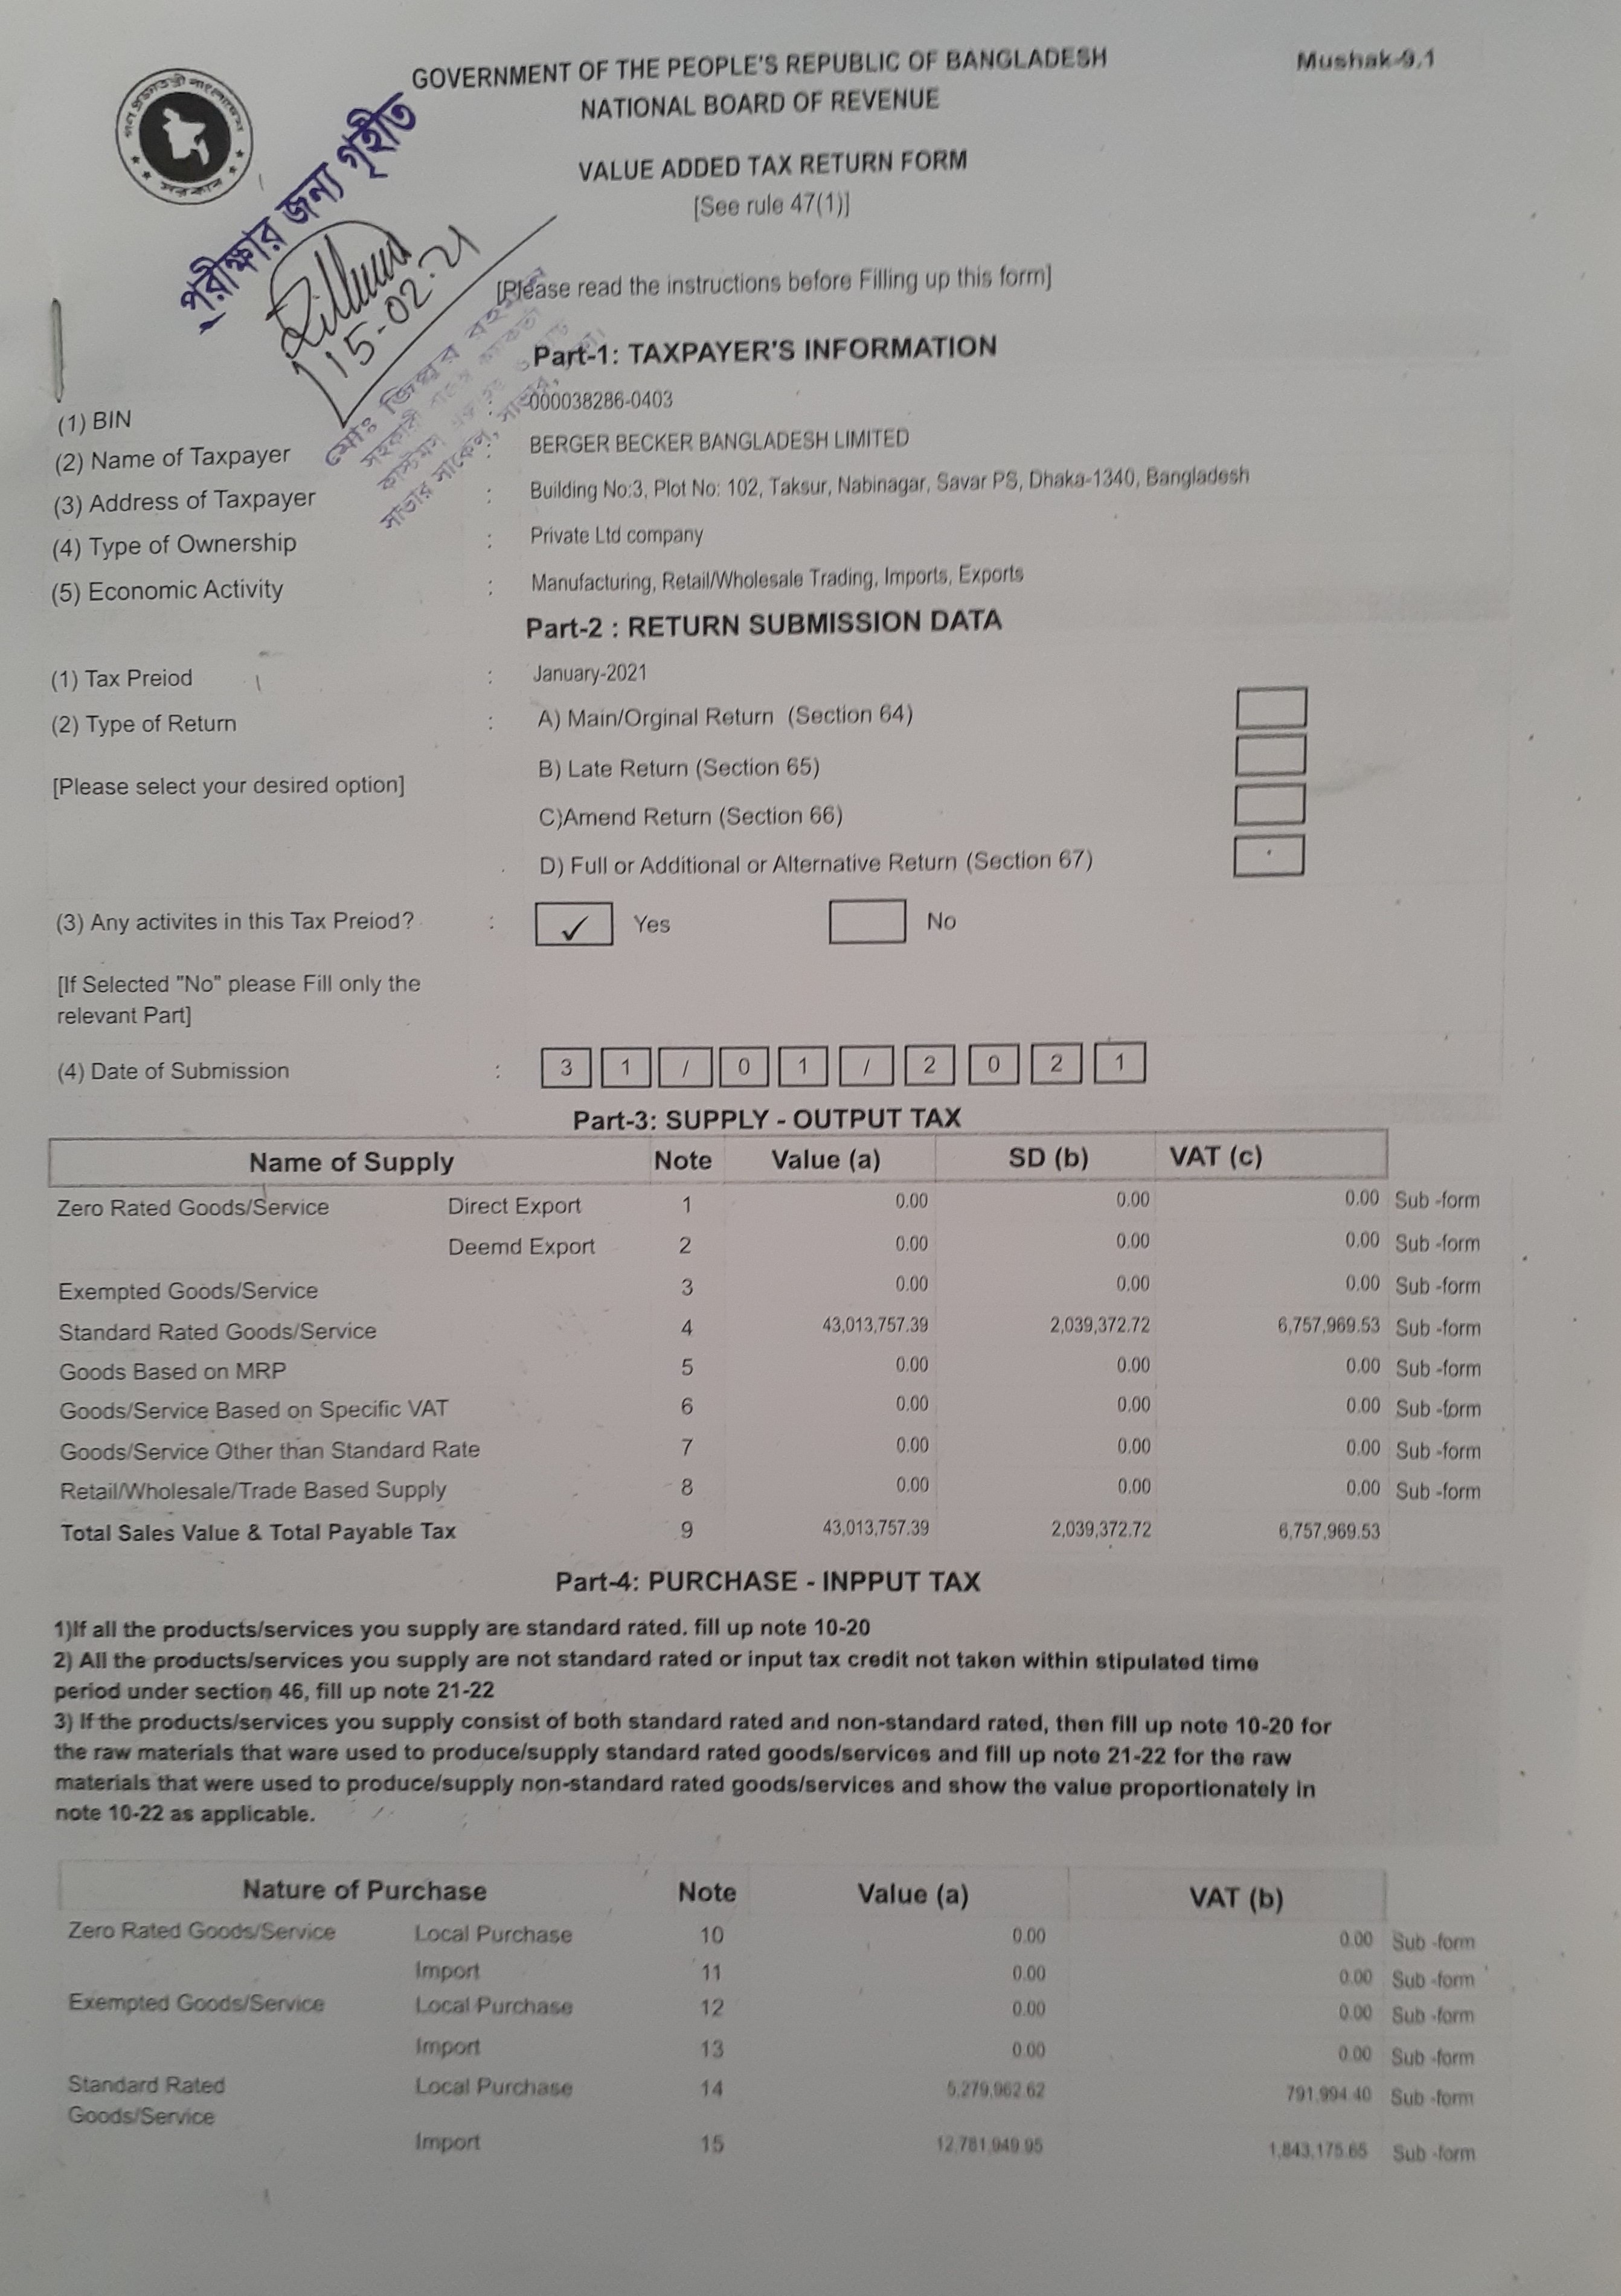 Mushak-9.1
GOVERNMENT OF THE PEOPLE'S REPUBLIC OF BANGLADESH
NATIONAL BOARD OF REVENUE
VALUE ADDED TAX RETURN FORM
[See rule 47(1)]
[Please read the instructions before Filling up this form]
পরীক্ষার জন্য গৃহীত
15-02-21
Part-1: TAXPAYER'S INFORMATION
(1) BIN : 000038286-0403
(2) Name of Taxpayer : BERGER BECKER BANGLADESH LIMITED
(3) Address of Taxpayer : Building No:3, Plot No: 102, Taksur, Nabinagar, Savar PS, Dhaka-1340, Bangladesh
(4) Type of Ownership : Private Ltd company
(5) Economic Activity : Manufacturing, Retail/Wholesale Trading, Imports, Exports
Part-2 : RETURN SUBMISSION DATA
(1) Tax Preiod : January-2021
(2) Type of Return : A) Main/Orginal Return (Section 64)
B) Late Return (Section 65)
[Please select your desired option]
C)Amend Return (Section 66)
D) Full or Additional or Alternative Return (Section 67)
(3) Any activites in this Tax Preiod? : ✓ Yes No
[If Selected "No" please Fill only the
relevant Part]
(4) Date of Submission : 3 1 / 0 1 / 2 0 2 1
Part-3: SUPPLY - OUTPUT TAX
Name of Supply Note Value (a) SD (b) VAT (c)
Zero Rated Goods/Service Direct Export 1 0.00 0.00 0.00 Sub -form
Deemd Export 2 0.00 0.00 0.00 Sub -form
Exempted Goods/Service 3 0.00 0.00 0.00 Sub -form
Standard Rated Goods/Service 4 43,013,757.39 2,039,372.72 6,757,969.53 Sub -form
Goods Based on MRP 5 0.00 0.00 0.00 Sub -form
Goods/Service Based on Specific VAT 6 0.00 0.00 0.00 Sub -form
Goods/Service Other than Standard Rate 7 0.00 0.00 0.00 Sub -form
Retail/Wholesale/Trade Based Supply 8 0.00 0.00 0.00 Sub -form
Total Sales Value & Total Payable Tax 9 43,013,757.39 2,039,372.72 6,757,969.53
Part-4: PURCHASE - INPPUT TAX
1)If all the products/services you supply are standard rated. fill up note 10-20
2) All the products/services you supply are not standard rated or input tax credit not taken within stipulated time
period under section 46, fill up note 21-22
3) If the products/services you supply consist of both standard rated and non-standard rated, then fill up note 10-20 for
the raw materials that ware used to produce/supply standard rated goods/services and fill up note 21-22 for the raw
materials that were used to produce/supply non-standard rated goods/services and show the value proportionately in
note 10-22 as applicable.
Nature of Purchase Note Value (a) VAT (b)
Zero Rated Goods/Service Local Purchase 10 0.00 0.00 Sub -form
Import 11 0.00 0.00 Sub -form
Exempted Goods/Service Local Purchase 12 0.00 0.00 Sub -form
Import 13 0.00 0.00 Sub -form
Standard Rated Local Purchase 14 5,279,962.62 791,994.40 Sub -form
Goods/Service
Import 15 12,781,949.95 1,843,175.65 Sub -form